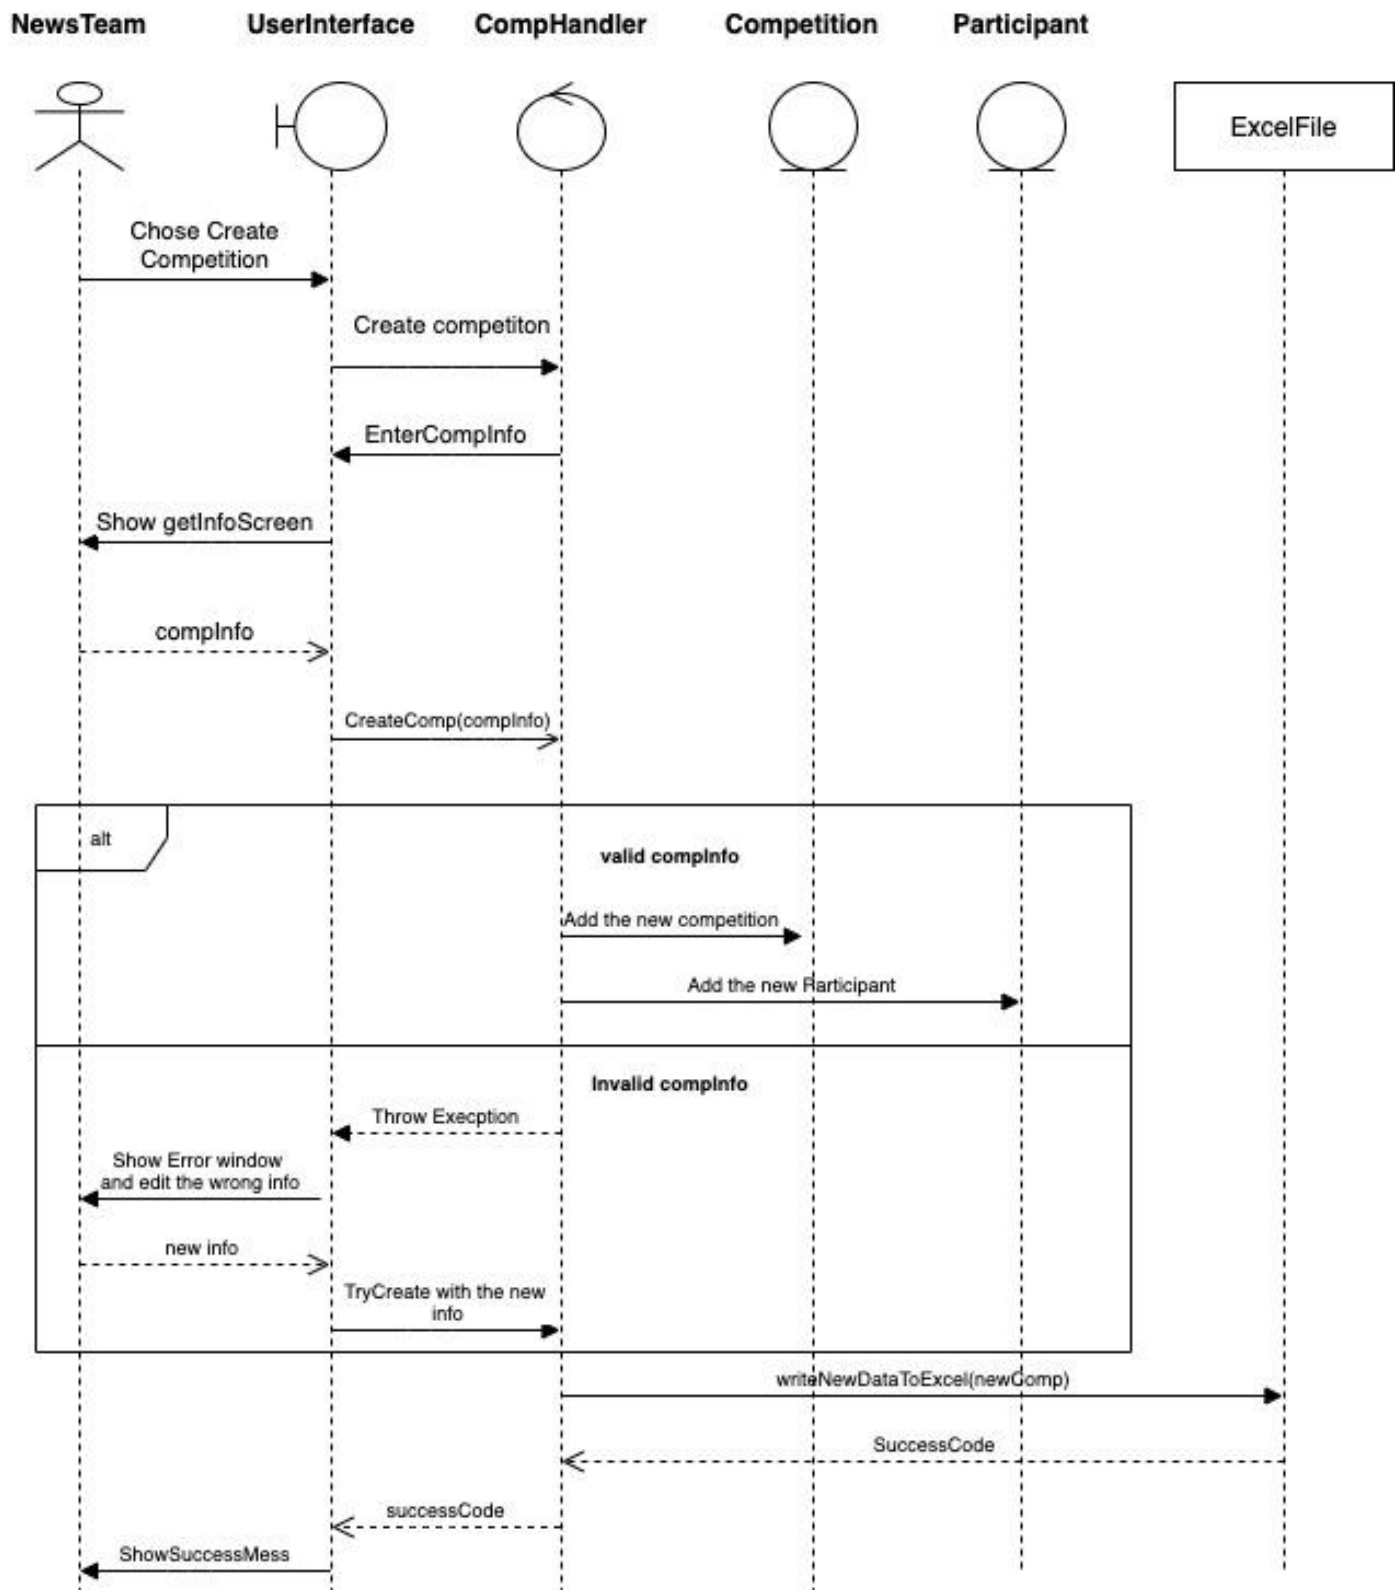 NewsTeam
UserInterface
CompHandler
Competition
Participant
ExcelFile
Chose Create
Competition
Create competiton
EnterCompInfo
Show getInfoScreen
compInfo
CreateComp(compInfo)
alt
valid compInfo
Add the new competition
Add the new Rarticipant
Invalid compInfo
Throw Execption
Show Error window
and edit the wrong info
new info
TryCreate with the new
info
writeNewDataToExcel(newComp)
SuccessCode
successCode
ShowSuccessMess